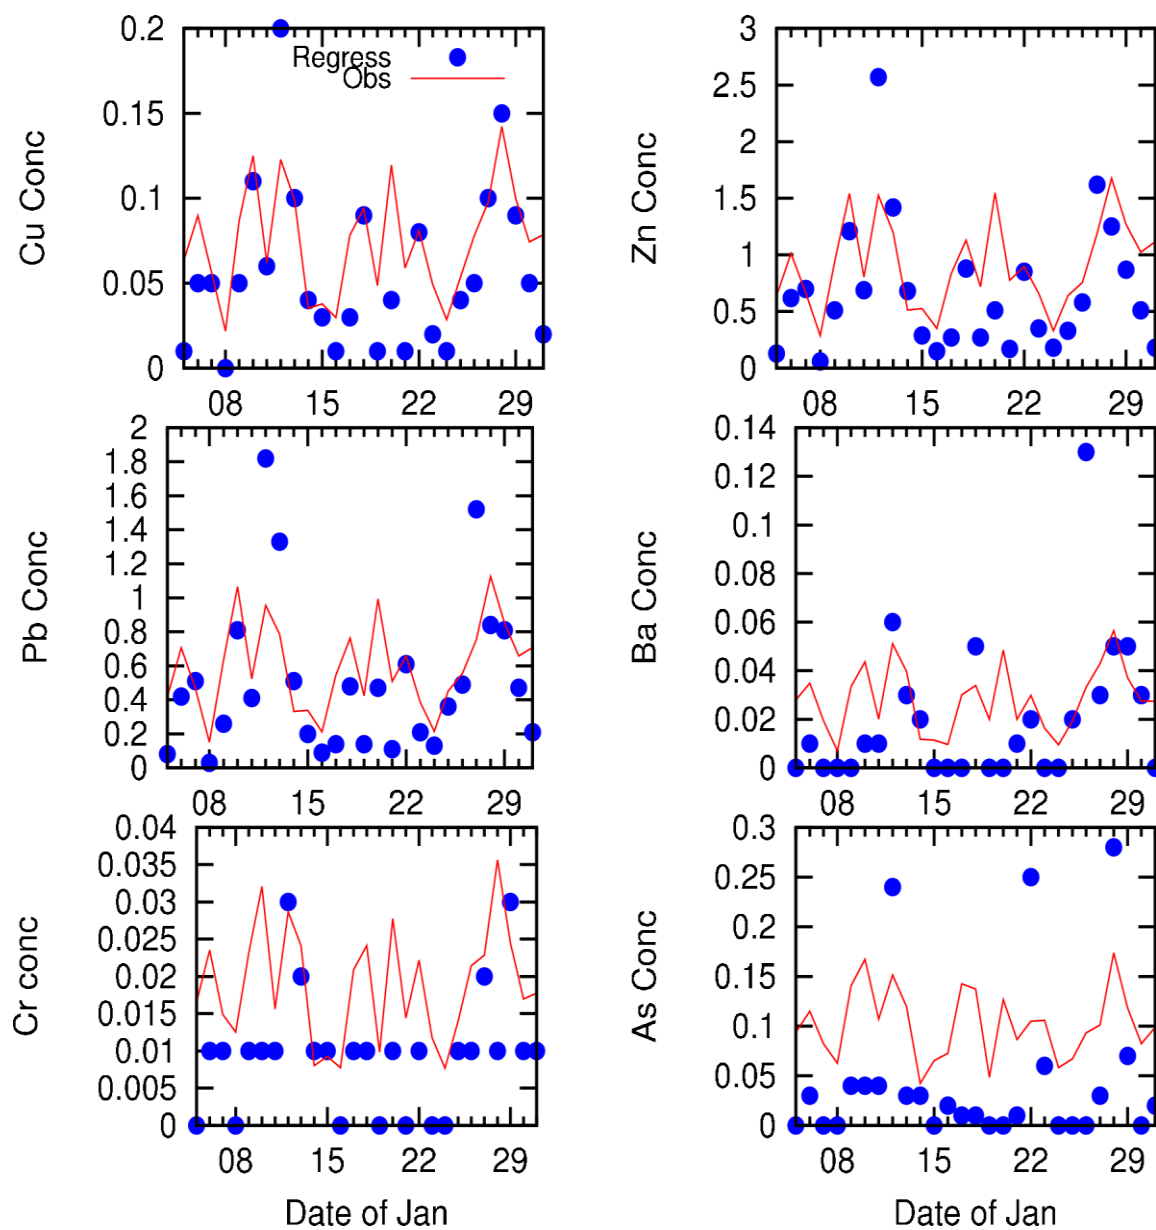 Cu Conc
0.2
0.15
0.1
0.05
0
08 15 22 29
Regress
Obs
Zn Conc
3
2.5
2
1.5
1
0.5
0
08 15 22 29
Pb Conc
2
1.8
1.6
1.4
1.2
1
0.8
0.6
0.4
0.2
0
08 15 22 29
Ba Conc
0.14
0.12
0.1
0.08
0.06
0.04
0.02
0
08 15 22 29
Cr conc
0.04
0.035
0.03
0.025
0.02
0.015
0.01
0.005
0
08 15 22 29
Date of Jan
As Conc
0.3
0.25
0.2
0.15
0.1
0.05
0
08 15 22 29
Date of Jan